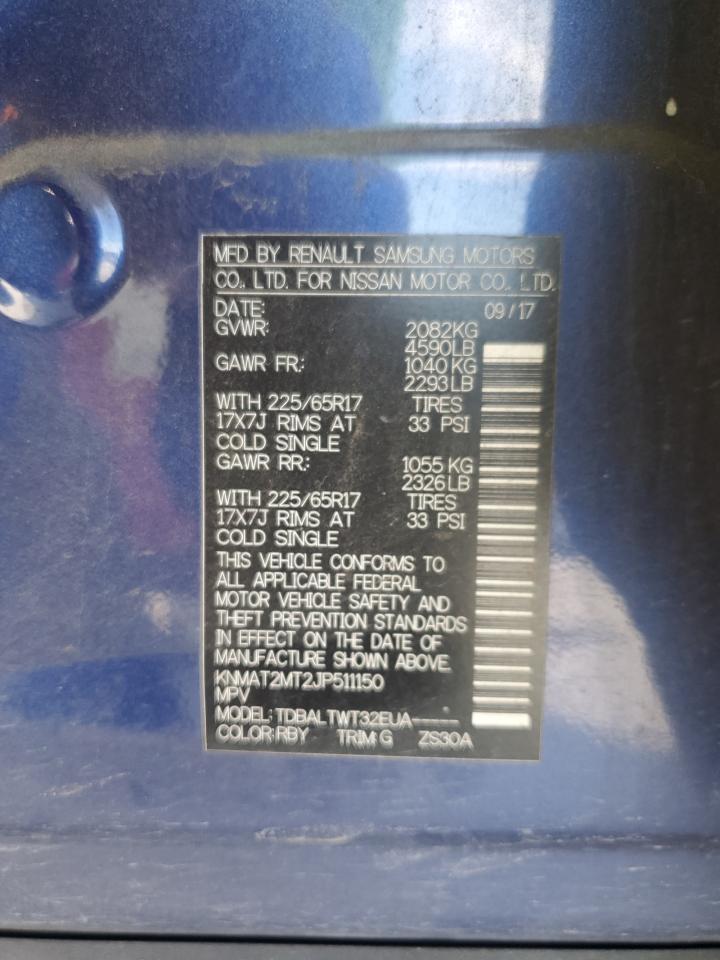 MFD BY RENAULT SAMSUNG MOTORS
CO., LTD. FOR NISSAN MOTOR CO., LTD.
DATE: 09/17
GVWR: 2082KG
4590LB
GAWR FR.: 1040 KG
2293 LB
WITH 225/65R17 TIRES
17X7J RIMS AT 33 PSI
COLD SINGLE
GAWR RR.: 1055 KG
2326 LB
WITH 225/65R17 TIRES
17X7J RIMS AT 33 PSI
COLD SINGLE
THIS VEHICLE CONFORMS TO
ALL APPLICABLE FEDERAL
MOTOR VEHICLE SAFETY AND
THEFT PREVENTION STANDARDS
IN EFFECT ON THE DATE OF
MANUFACTURE SHOWN ABOVE.
KNMAT2MT2JP511150
MPV
MODEL: TDBALTWT32EUA-----
COLOR: RBY TRIM: G ZS30A